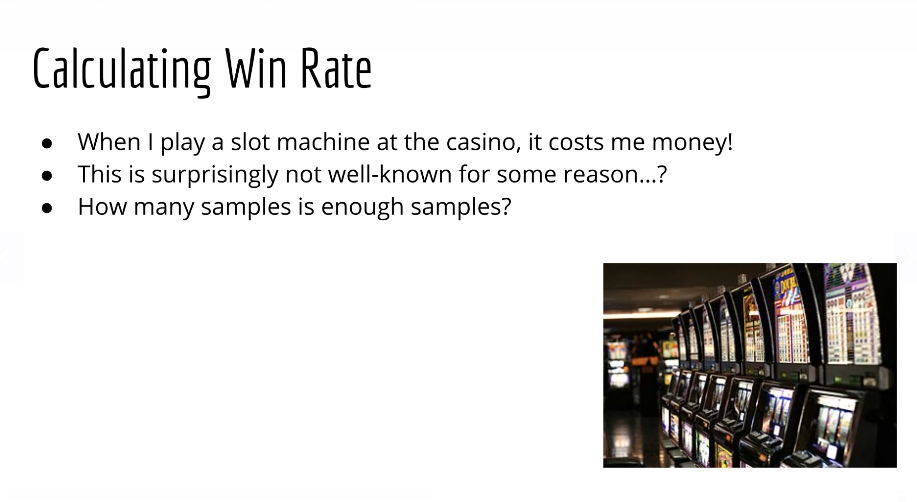 Calculating Win Rate
● When I play a slot machine at the casino, it costs me money!
● This is surprisingly not well-known for some reason...?
● How many samples is enough samples?